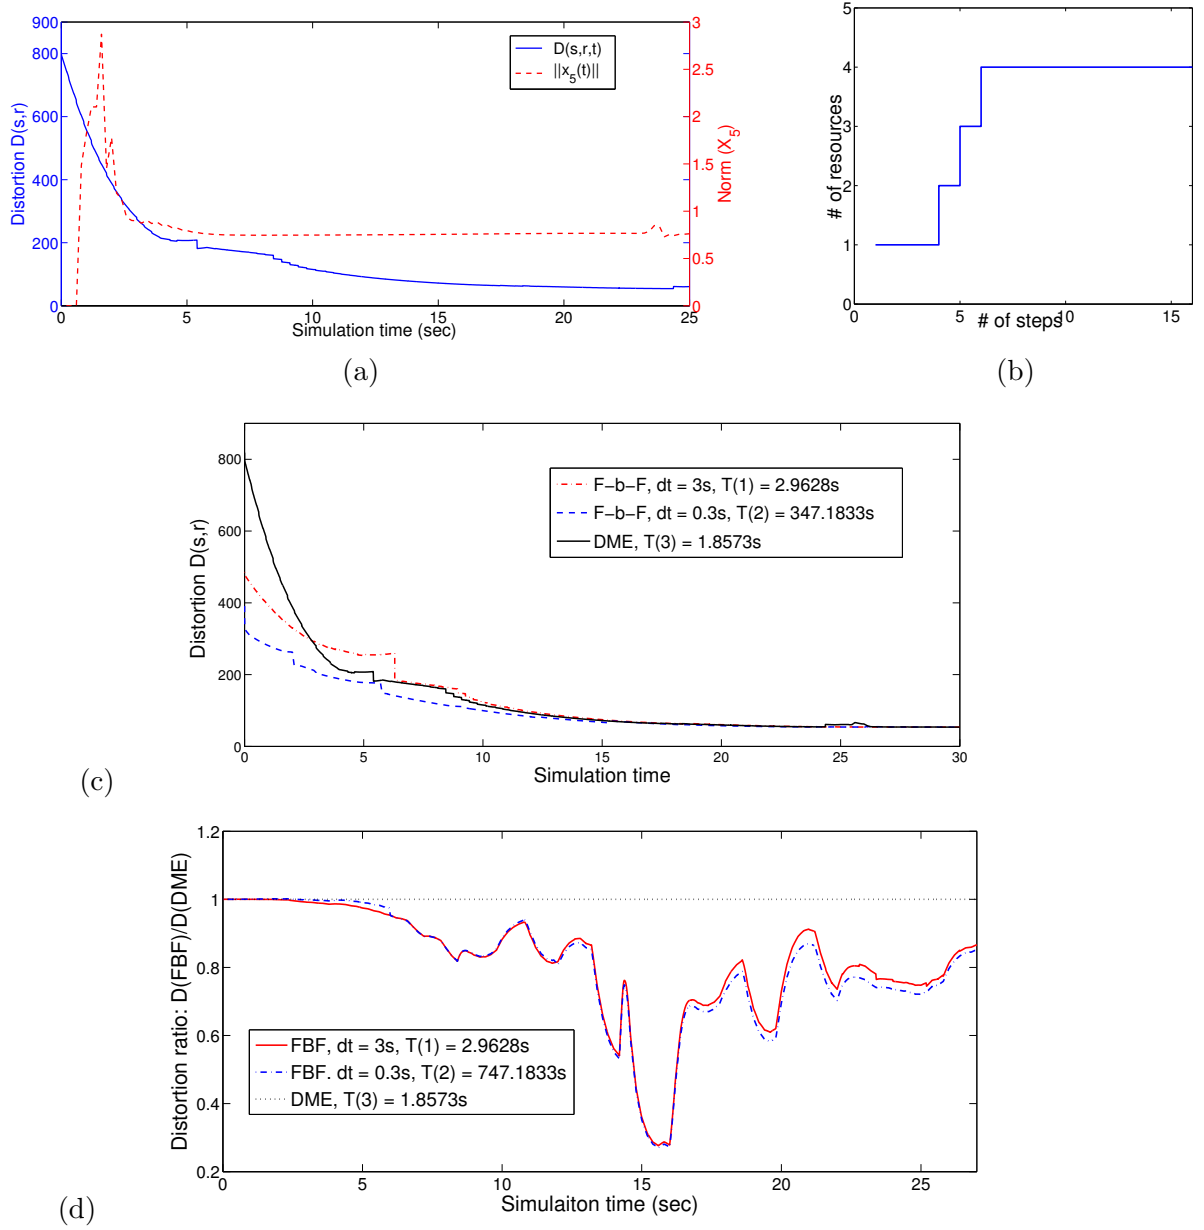 900
800
600
400
200
0
Distortion D(s,r)
D(s,r,t)
||x_5(t)||
3
2.5
2
1.5
1
0.5
0
Norm (X_5)
0 5 10 15 20 25
Simulation time (sec)
(a)
5
4
3
2
1
0
# of resources
0 5 10 15
# of steps
(b)
800
600
400
200
0
Distortion D(s,r)
F-b-F, dt = 3s, T(1) = 2.9628s
F-b-F, dt = 0.3s, T(2) = 347.1833s
DME, T(3) = 1.8573s
0 5 10 15 20 25 30
Simulation time
(c)
1.2
1
0.8
0.6
0.4
0.2
Distortion ratio: D(FBF)/D(DME)
FBF, dt = 3s, T(1) = 2.9628s
FBF. dt = 0.3s, T(2) = 747.1833s
DME, T(3) = 1.8573s
0 5 10 15 20 25
Simulaiton time (sec)
(d)